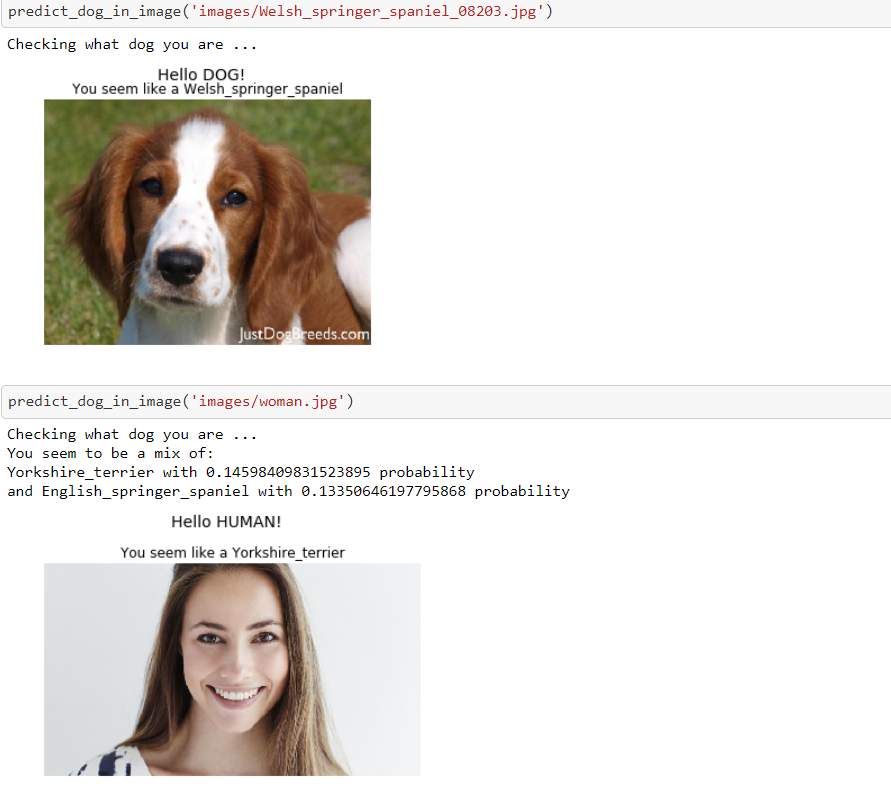 predict_dog_in_image('images/Welsh_springer_spaniel_08203.jpg')
Checking what dog you are ...
Hello DOG!
You seem like a Welsh_springer_spaniel
JustDogBreeds.com
predict_dog_in_image('images/woman.jpg')
Checking what dog you are ...
You seem to be a mix of:
Yorkshire_terrier with 0.14598409831523895 probability
and English_springer_spaniel with 0.13350646197795868 probability
Hello HUMAN!
You seem like a Yorkshire_terrier